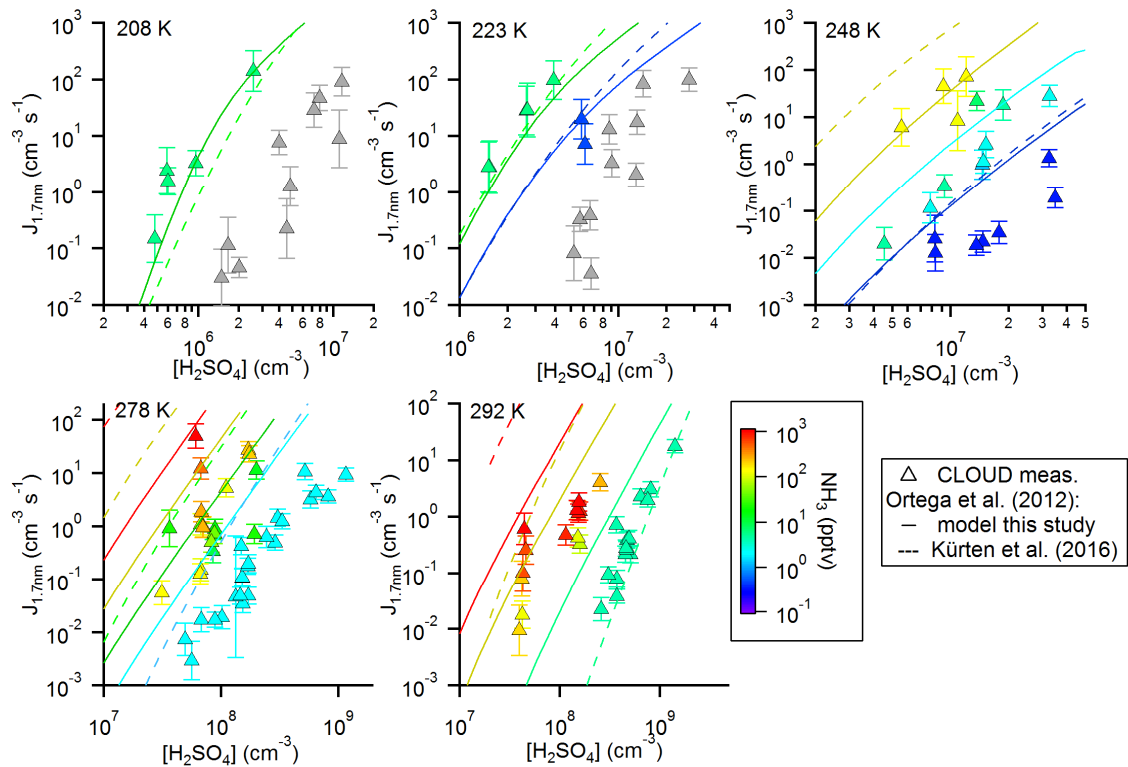 208 K
10³
10²
10¹
10⁰
10⁻¹
10⁻²
J1.7nm (cm⁻³ s⁻¹)
2 4 6 8 10⁶ 2 4 6 8 10⁷ 2
[H₂SO₄] (cm⁻³)
223 K
10³
10²
10¹
10⁰
10⁻¹
10⁻²
J1.7nm (cm⁻³ s⁻¹)
10⁶ 2 4 6 8 10⁷ 2 4
[H₂SO₄] (cm⁻³)
248 K
10³
10²
10¹
10⁰
10⁻¹
10⁻²
10⁻³
J1.7nm (cm⁻³ s⁻¹)
2 3 4 5 6 10⁷ 2 3 4 5
[H₂SO₄] (cm⁻³)
278 K
10²
10¹
10⁰
10⁻¹
10⁻²
10⁻³
J1.7nm (cm⁻³ s⁻¹)
10⁷ 10⁸ 10⁹
[H₂SO₄] (cm⁻³)
292 K
10²
10¹
10⁰
10⁻¹
10⁻²
10⁻³
J1.7nm (cm⁻³ s⁻¹)
10⁷ 10⁸ 10⁹
[H₂SO₄] (cm⁻³)
10³
10²
10¹
10⁰
10⁻¹
NH₃ (pptv)
CLOUD meas.
Ortega et al. (2012):
model this study
Kürten et al. (2016)